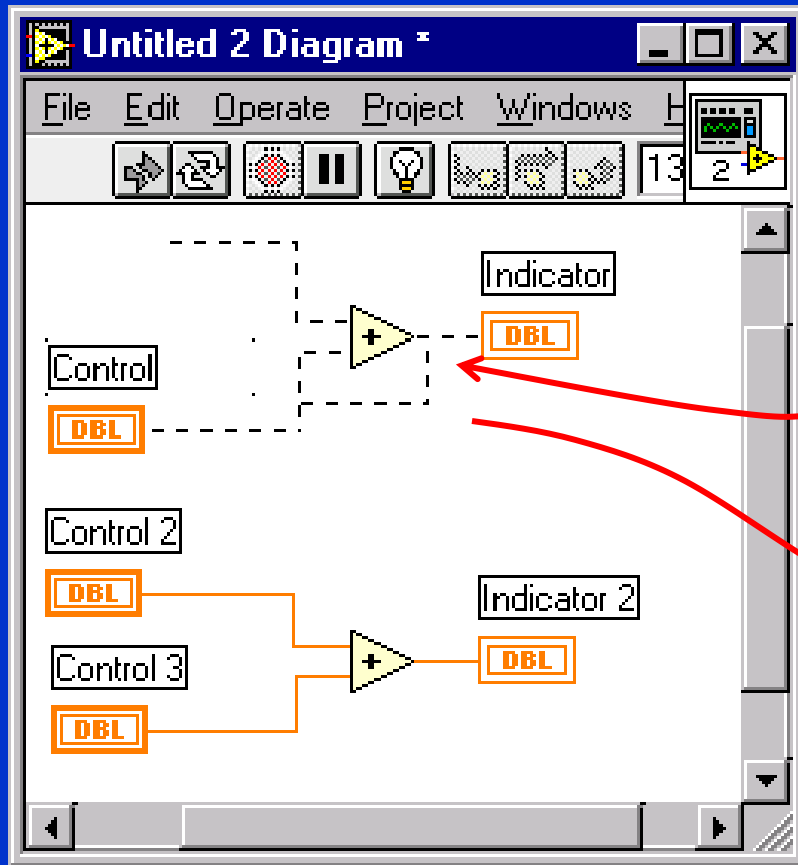 Untitled 2 Diagram *
File Edit Operate Project Windows H
13
2
Indicator
+
DBL
Control
DBL
Control 2
DBL
Indicator 2
+
DBL
Control 3
DBL